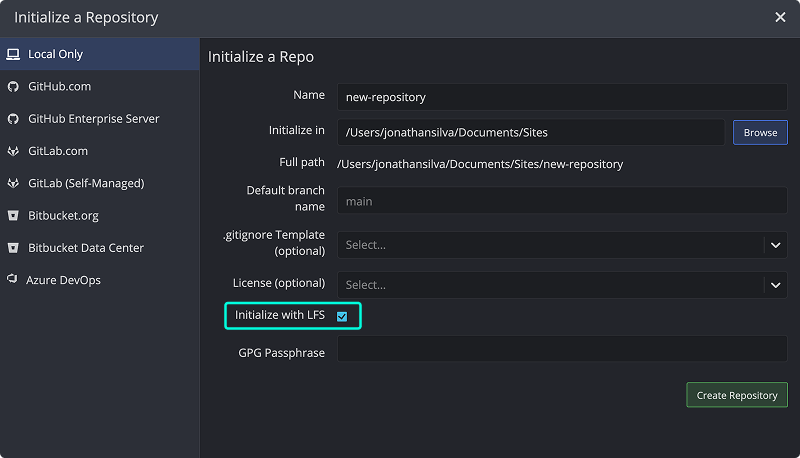 Initialize a Repository
Local Only
GitHub.com
GitHub Enterprise Server
GitLab.com
GitLab (Self-Managed)
Bitbucket.org
Bitbucket Data Center
Azure DevOps
Initialize a Repo
Name new-repository
Initialize in /Users/jonathansilva/Documents/Sites Browse
Full path /Users/jonathansilva/Documents/Sites/new-repository
Default branch
name main
.gitignore Template
(optional) Select...
License (optional) Select...
Initialize with LFS
GPG Passphrase
Create Repository